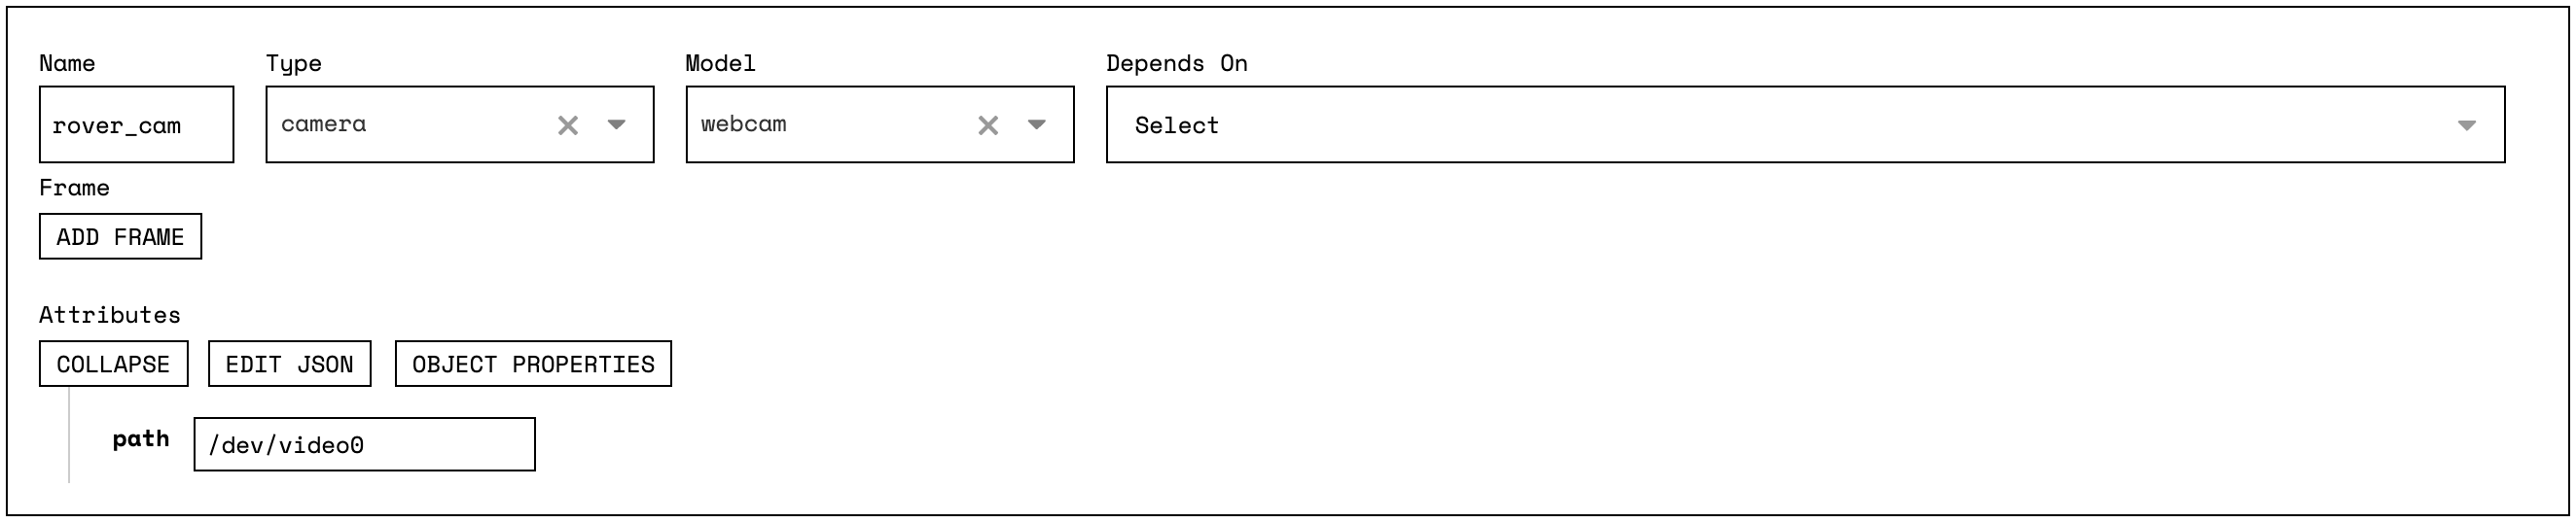 Name Type Model Depends On
rover_cam camera webcam Select
Frame
ADD FRAME
Attributes
COLLAPSE EDIT JSON OBJECT PROPERTIES
path /dev/video0